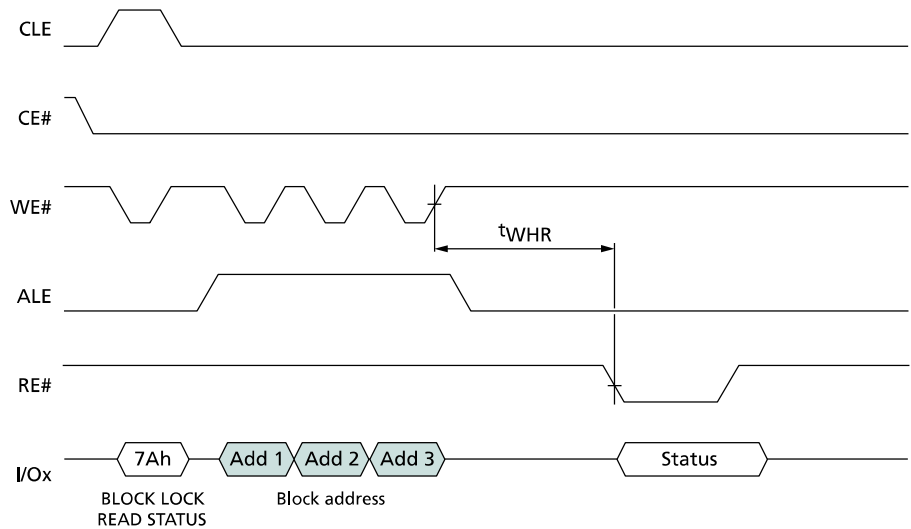 CLE
CE#
WE#
tWHR
ALE
RE#
I/Ox
7Ah
Add 1
Add 2
Add 3
Status
BLOCK LOCK
READ STATUS
Block address